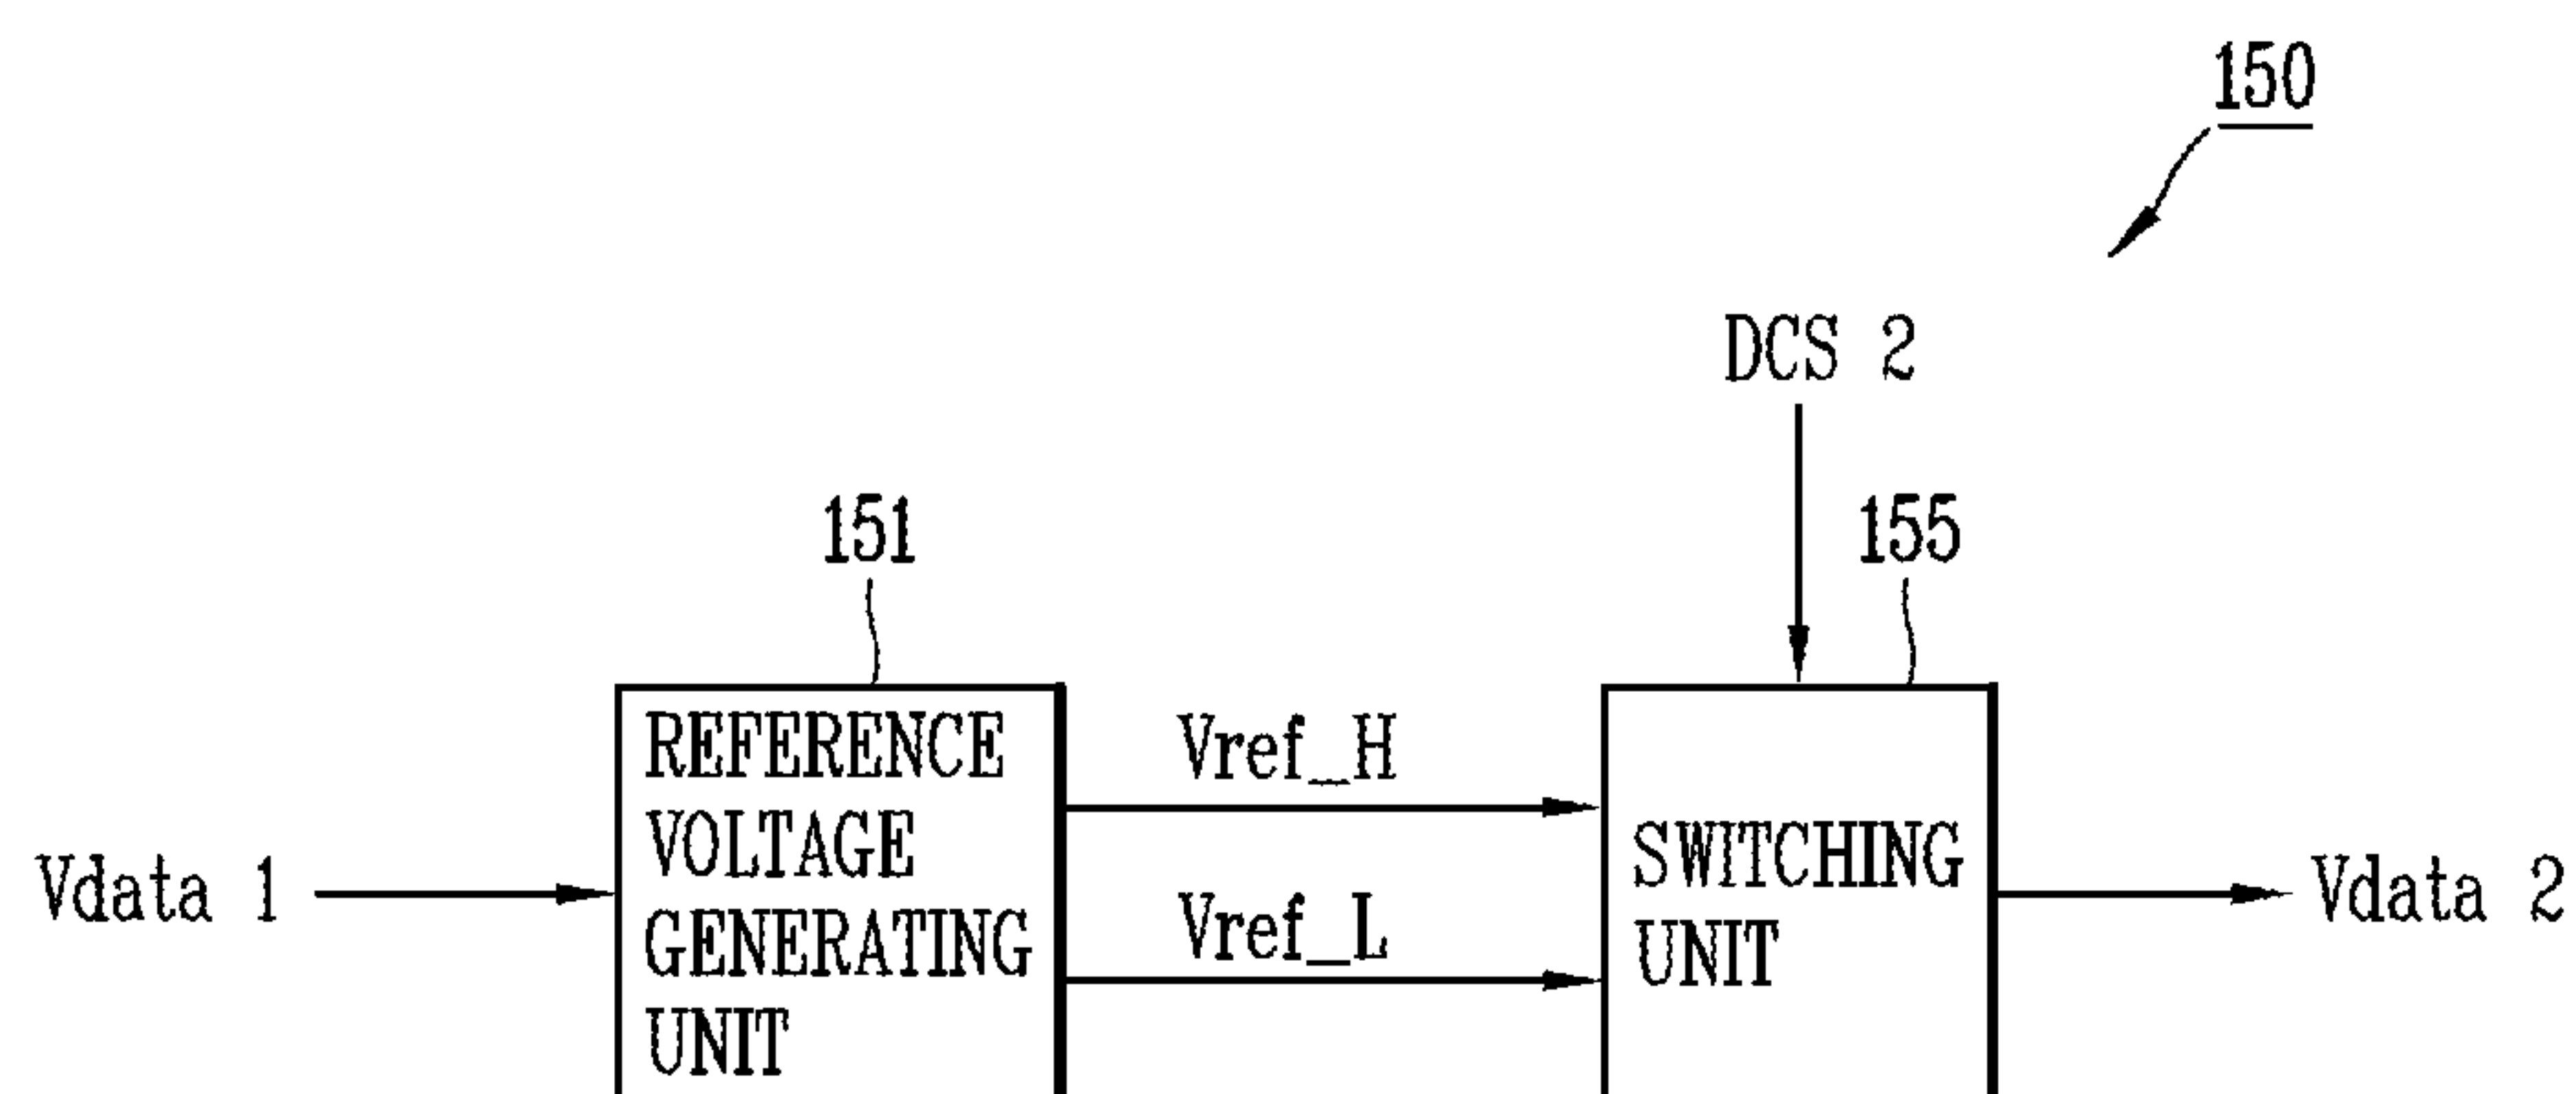 150
DCS 2
151
155
REFERENCE
VOLTAGE
GENERATING
UNIT
Vref_H
Vref_L
SWITCHING
UNIT
Vdata 1
Vdata 2